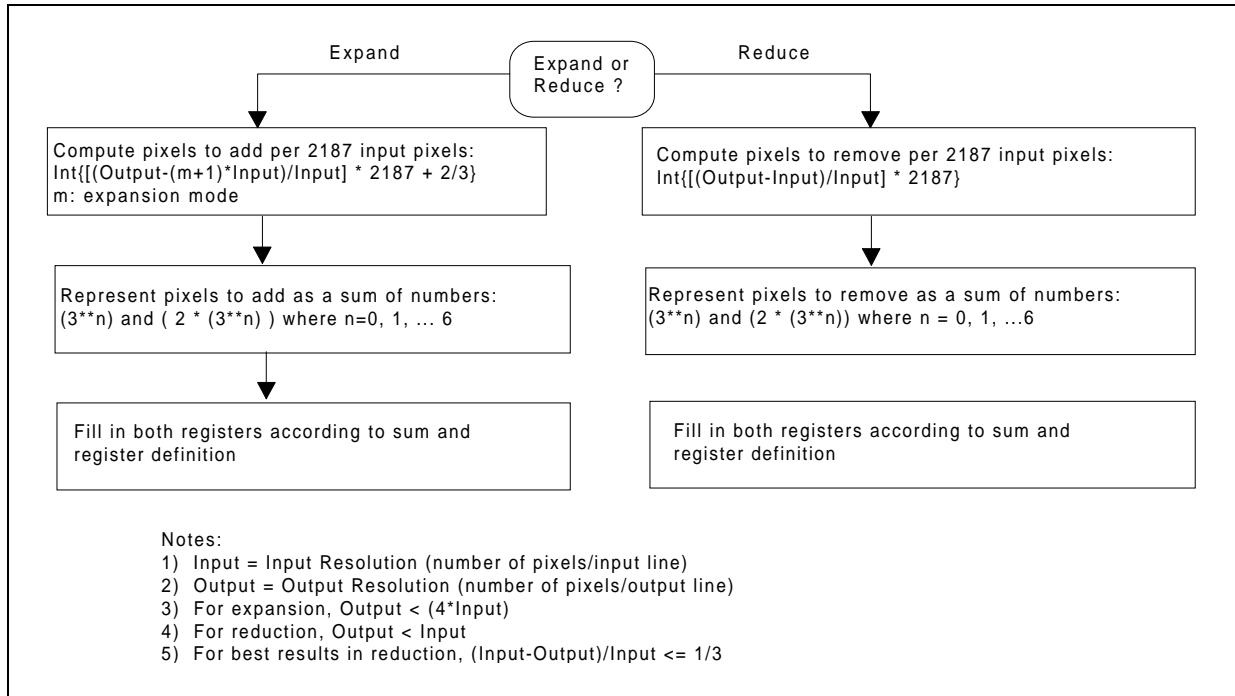 Expand
Expand or
Reduce ?
Reduce
Compute pixels to add per 2187 input pixels:
Int{[(Output-(m+1)*Input)/Input] * 2187 + 2/3}
m: expansion mode
Compute pixels to remove per 2187 input pixels:
Int{[(Output-Input)/Input] * 2187}
Represent pixels to add as a sum of numbers:
(3**n) and ( 2 * (3**n) ) where n=0, 1, ... 6
Represent pixels to remove as a sum of numbers:
(3**n) and (2 * (3**n)) where n = 0, 1, ...6
Fill in both registers according to sum and
register definition
Fill in both registers according to sum and
register definition
Notes:
1) Input = Input Resolution (number of pixels/input line)
2) Output = Output Resolution (number of pixels/output line)
3) For expansion, Output < (4*Input)
4) For reduction, Output < Input
5) For best results in reduction, (Input-Output)/Input <= 1/3